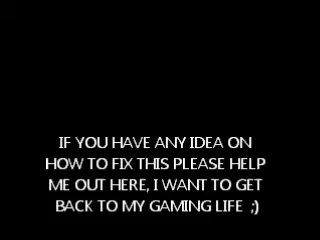 IF YOU HAVE ANY IDEA ON
HOW TO FIX THIS PLEASE HELP
ME OUT HERE, I WANT TO GET
BACK TO MY GAMING LIFE  ;)